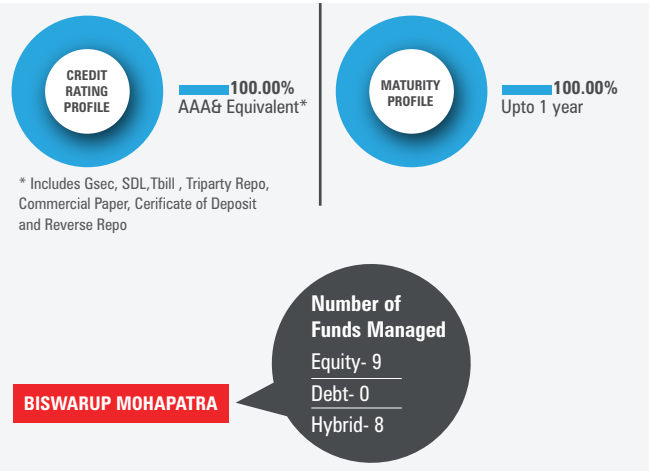 CREDIT
RATING
PROFILE
100.00%
AAA& Equivalent*
MATURITY
PROFILE
100.00%
Upto 1 year
* Includes Gsec, SDL,Tbill , Triparty Repo,
Commercial Paper, Cerificate of Deposit
and Reverse Repo
Number of
Funds Managed
Equity- 9
Debt- 0
Hybrid- 8
BISWARUP MOHAPATRA